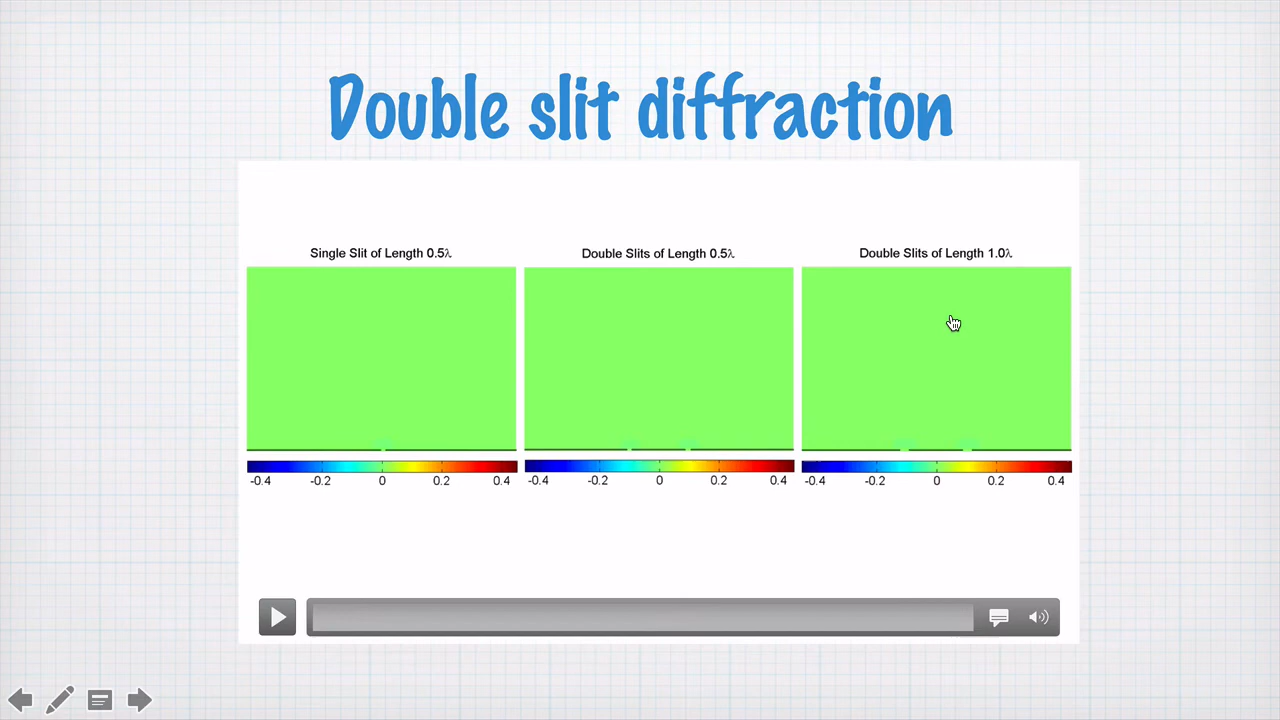 Double slit diffraction
Single Slit of Length 0.5λ
Double Slits of Length 0.5λ
Double Slits of Length 1.0λ
-0.4 -0.2 0 0.2 0.4
-0.4 -0.2 0 0.2 0.4
-0.4 -0.2 0 0.2 0.4